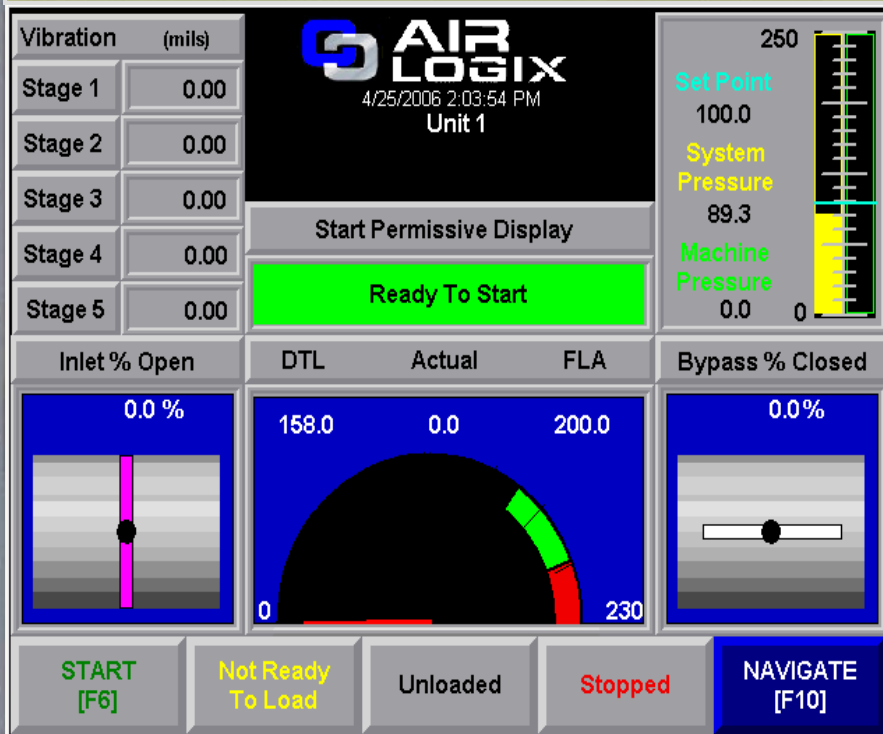 Vibration (mils)
Stage 1 0.00
Stage 2 0.00
Stage 3 0.00
Stage 4 0.00
Stage 5 0.00
AIR
LOGIX
4/25/2006 2:03:54 PM
Unit 1
Start Permissive Display
Ready To Start
250
Set Point
100.0
System
Pressure
89.3
Machine
Pressure
0.0
0
Inlet % Open
0.0 %
DTL Actual FLA
158.0 0.0 200.0
0 230
Bypass % Closed
0.0%
START
[F6]
Not Ready
To Load
Unloaded
Stopped
NAVIGATE
[F10]